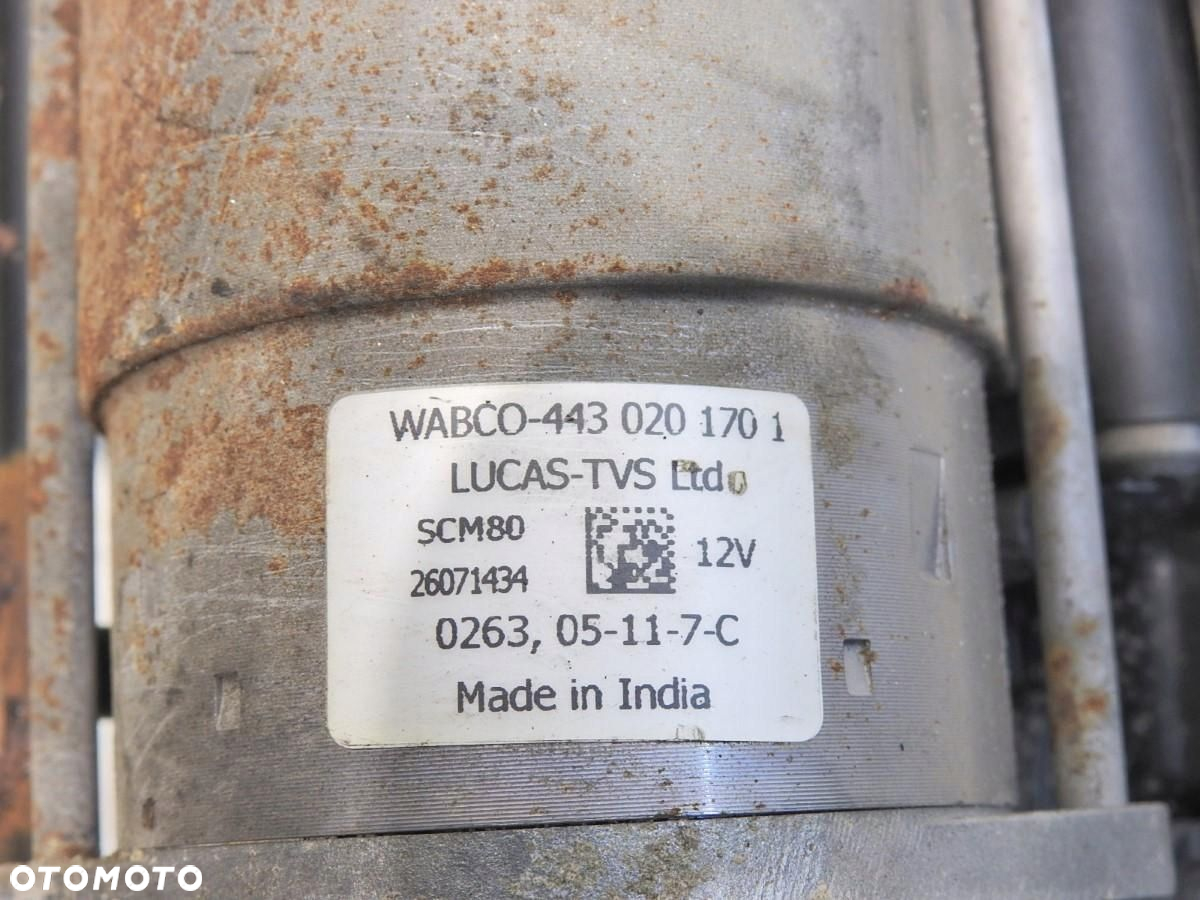 WABCO-443 020 170 1
LUCAS-TVS Ltd.
SCM80
12V
26071434
0263, 05-11-7-C
Made in India
OTOMOTO